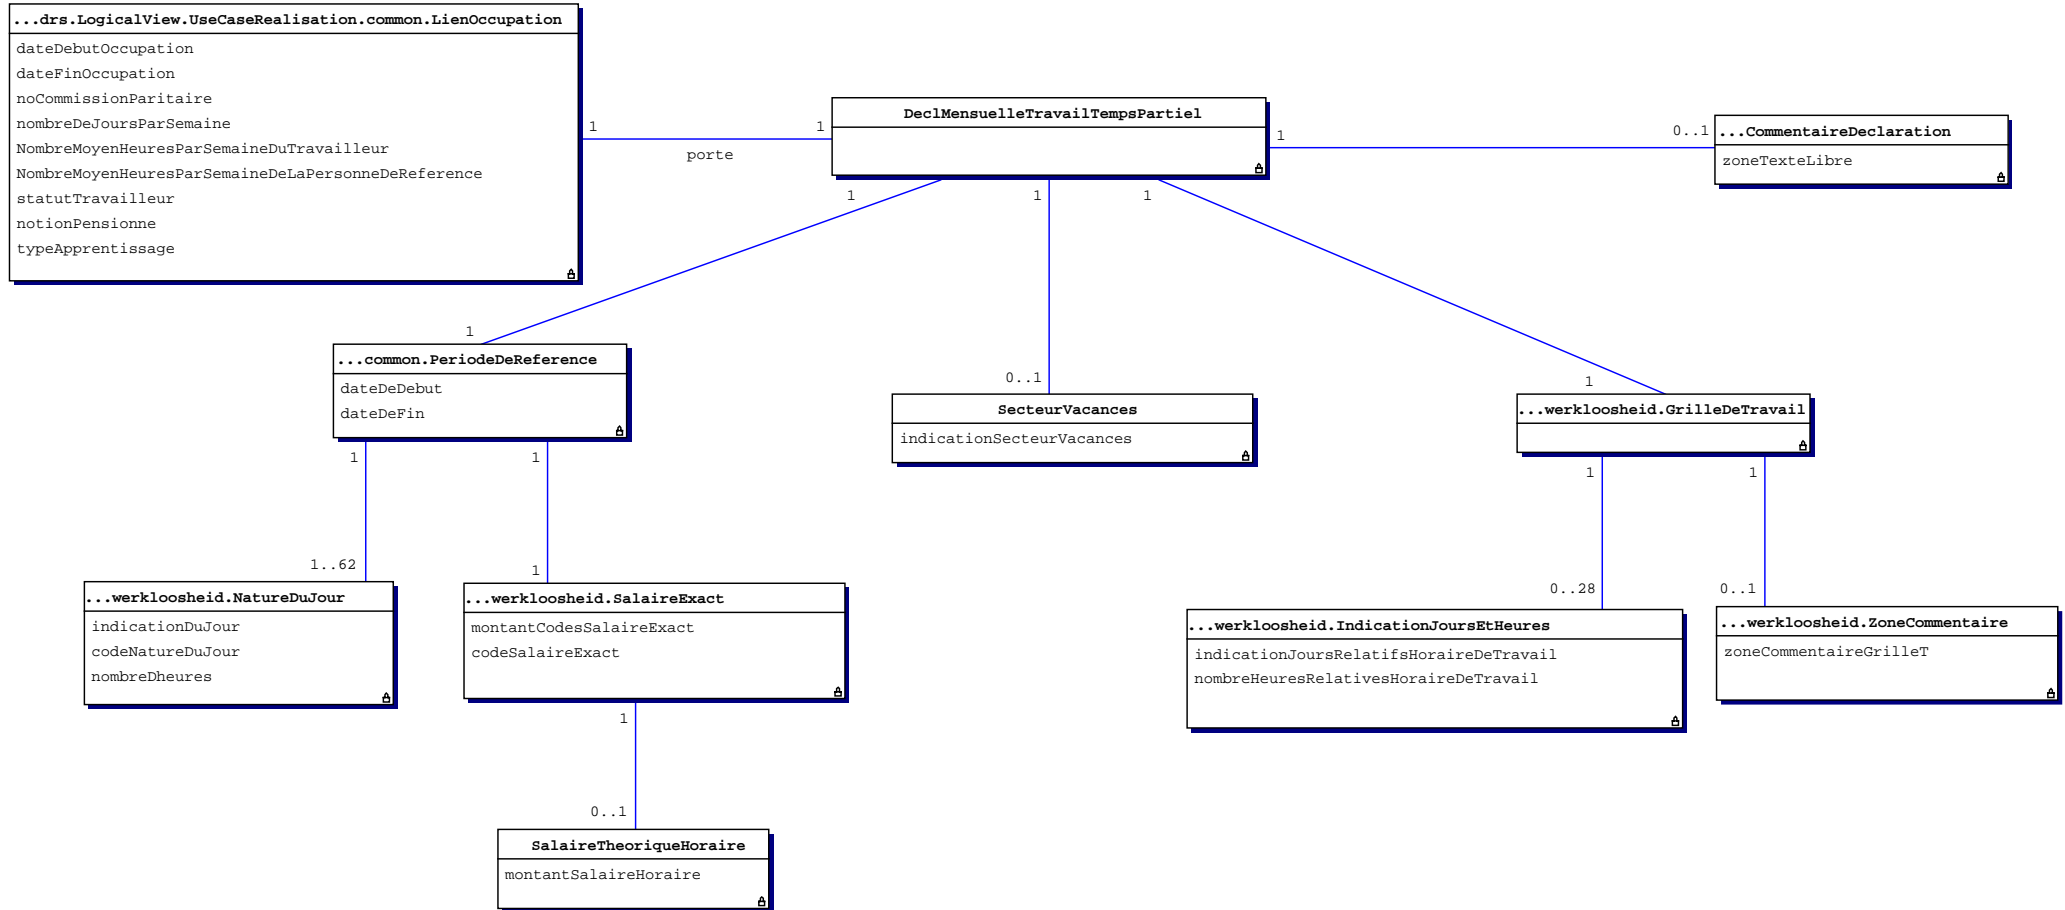 ...drs.LogicalView.UseCaseRealisation.common.LienOccupation
dateDebutOccupation
dateFinOccupation
noCommissionParitaire
nombreDeJoursParSemaine
NombreMoyenHeuresParSemaineDuTravailleur
NombreMoyenHeuresParSemaineDeLaPersonneDeReference
statutTravailleur
notionPensionne
typeApprentissage
1
porte
1
DeclMensuelleTravailTempsPartiel
1
0..1
...CommentaireDeclaration
zoneTexteLibre
1
1
1
1
0..1
1
...common.PeriodeDeReference
dateDeDebut
dateDeFin
SecteurVacances
indicationSecteurVacances
...werkloosheid.GrilleDeTravail
1
1
1
1
1..62
1
0..28
0..1
...werkloosheid.NatureDuJour
indicationDuJour
codeNatureDuJour
nombreDheures
...werkloosheid.SalaireExact
montantCodesSalaireExact
codeSalaireExact
...werkloosheid.IndicationJoursEtHeures
indicationJoursRelatifsHoraireDeTravail
nombreHeuresRelativesHoraireDeTravail
...werkloosheid.ZoneCommentaire
zoneCommentaireGrilleT
1
0..1
SalaireTheoriqueHoraire
montantSalaireHoraire